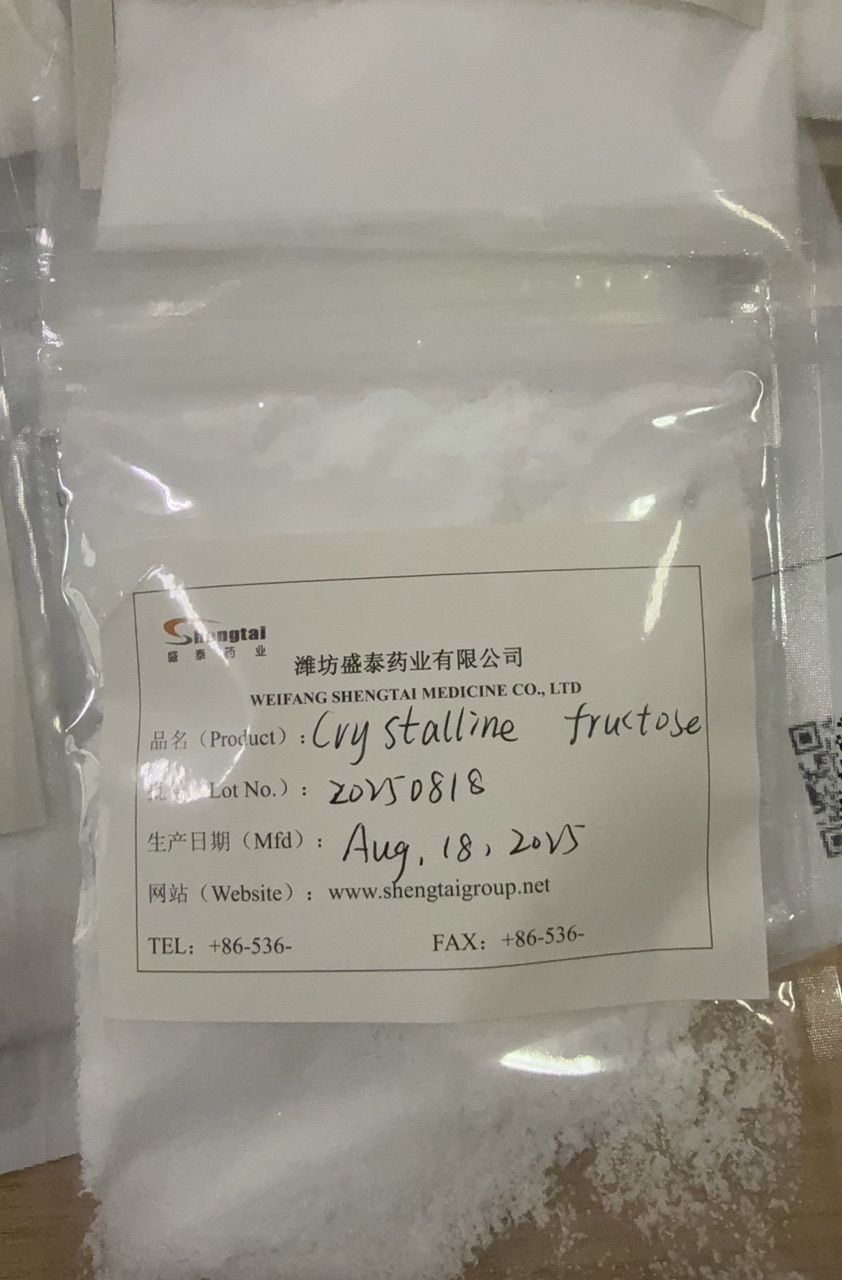 Shengtai
盛泰药业
潍坊盛泰药业有限公司
WEIFANG SHENGTAI MEDICINE CO., LTD
品名（Product）: Crystalline fructose
Lot No.）: 20250818
生产日期（Mfd）: Aug. 18, 2025
网站（Website）: www.shengtaigroup.net
TEL: +86-536- FAX: +86-536-